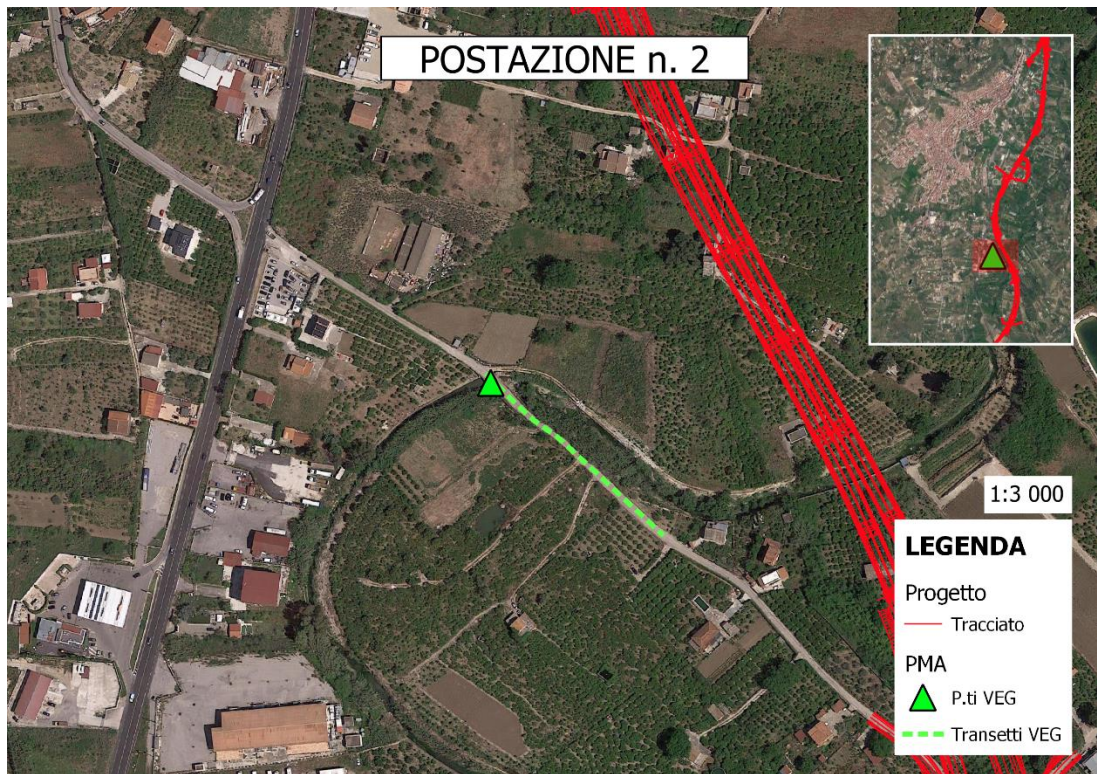 POSTAZIONE n. 2
1:3 000
LEGENDA
Progetto
Tracciato
PMA
P.ti VEG
Transetti VEG